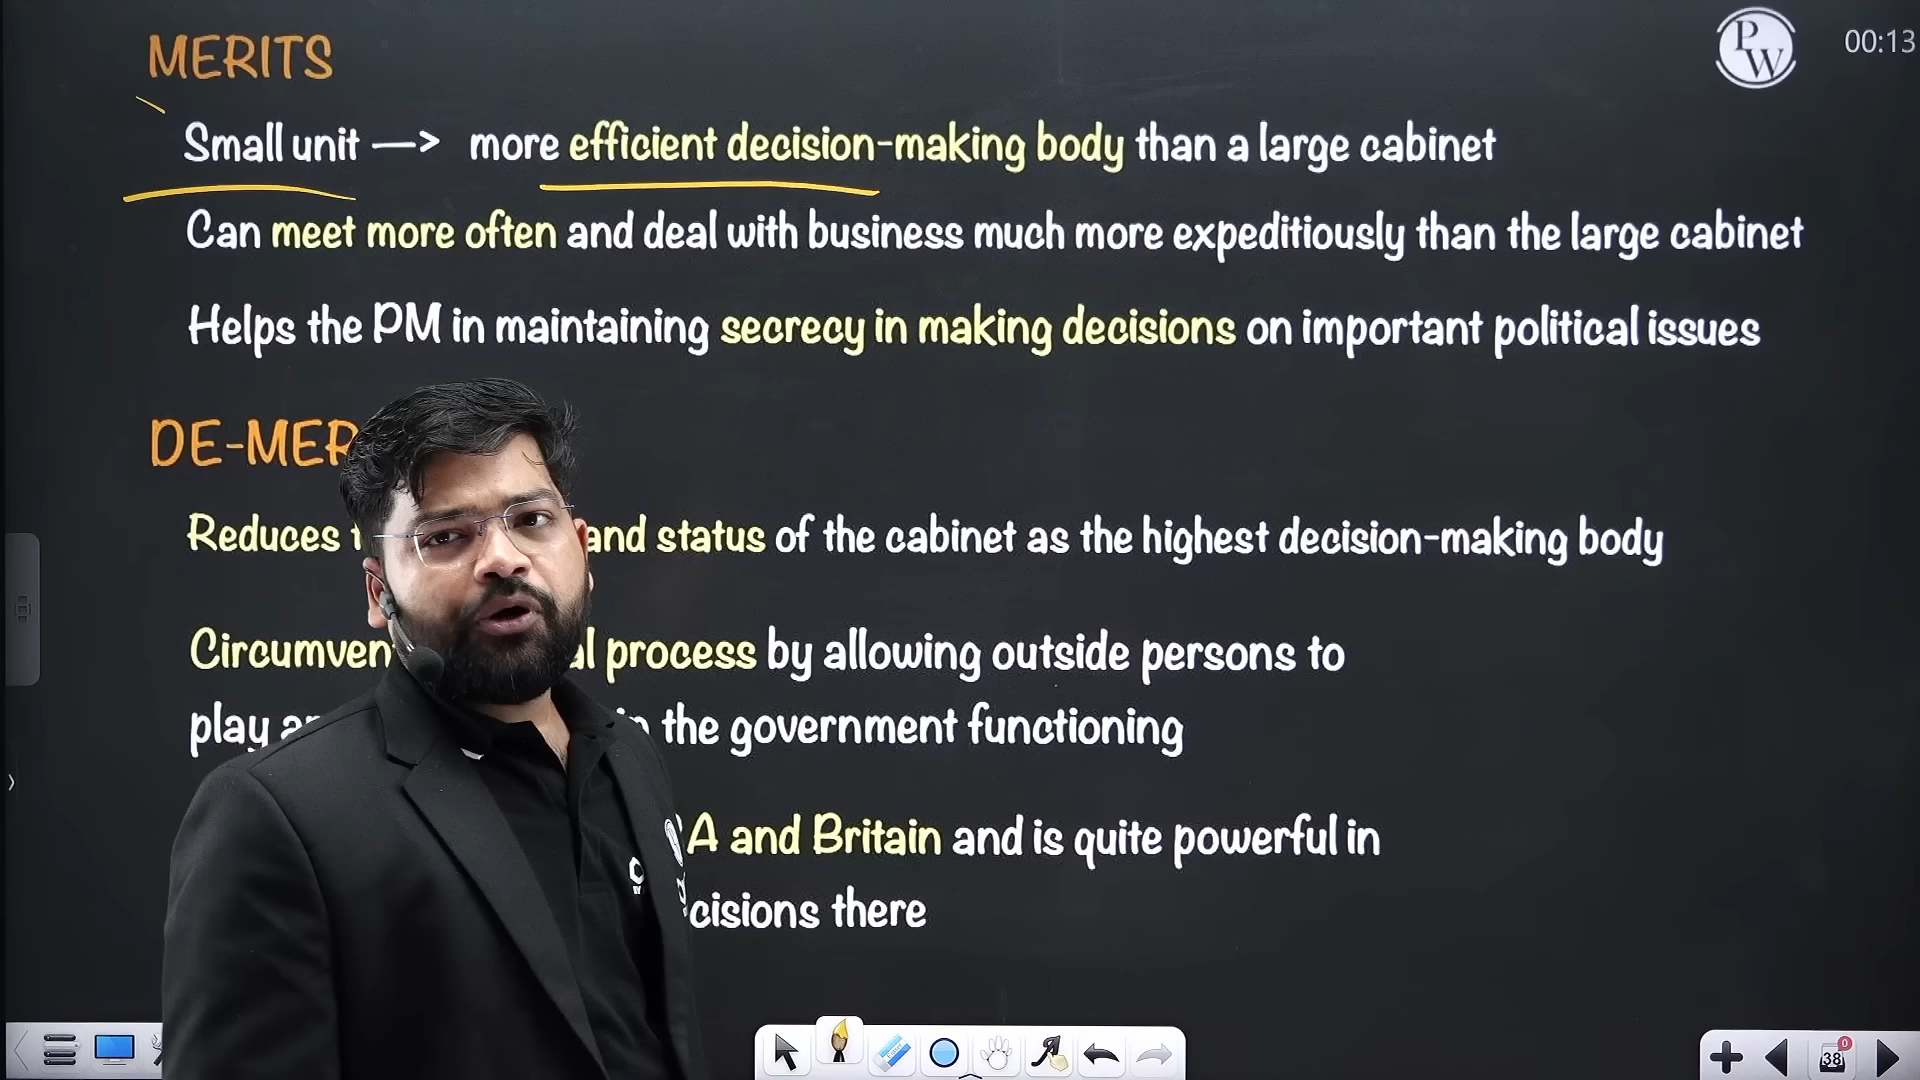 MERITS
P
W
00:13
Small unit —> more efficient decision-making body than a large cabinet
Can meet more often and deal with business much more expeditiously than the large cabinet
Helps the PM in maintaining secrecy in making decisions on important political issues
DE-MER
Reduces and status of the cabinet as the highest decision-making body
process by allowing outside persons to
play in the government functioning
and Britain and is quite powerful in
there
38
0